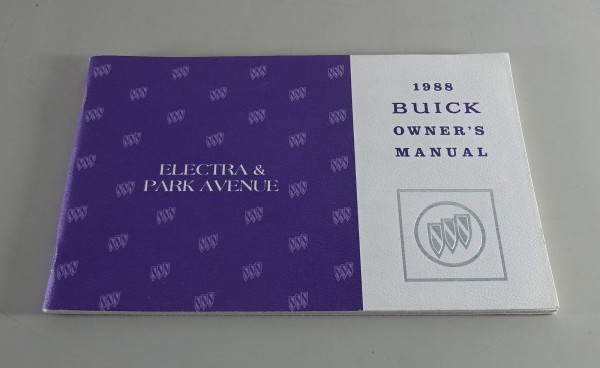 ELECTRA &
PARK AVENUE
1988
BUICK
OWNER'S
MANUAL